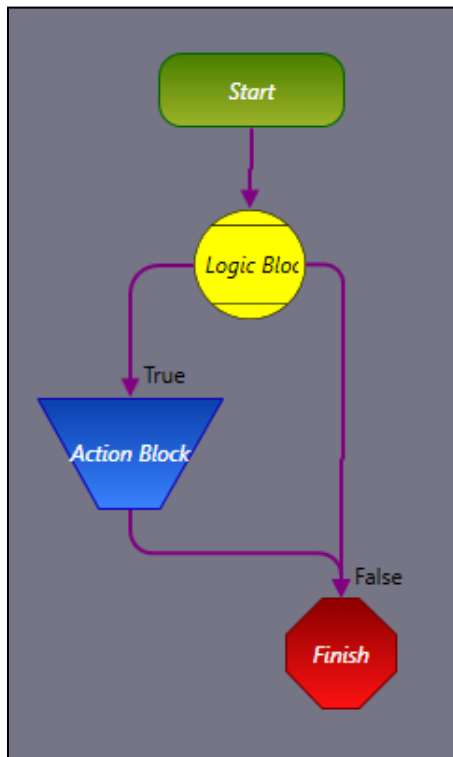 Start
Logic Bloc
True
Action Block
False
Finish